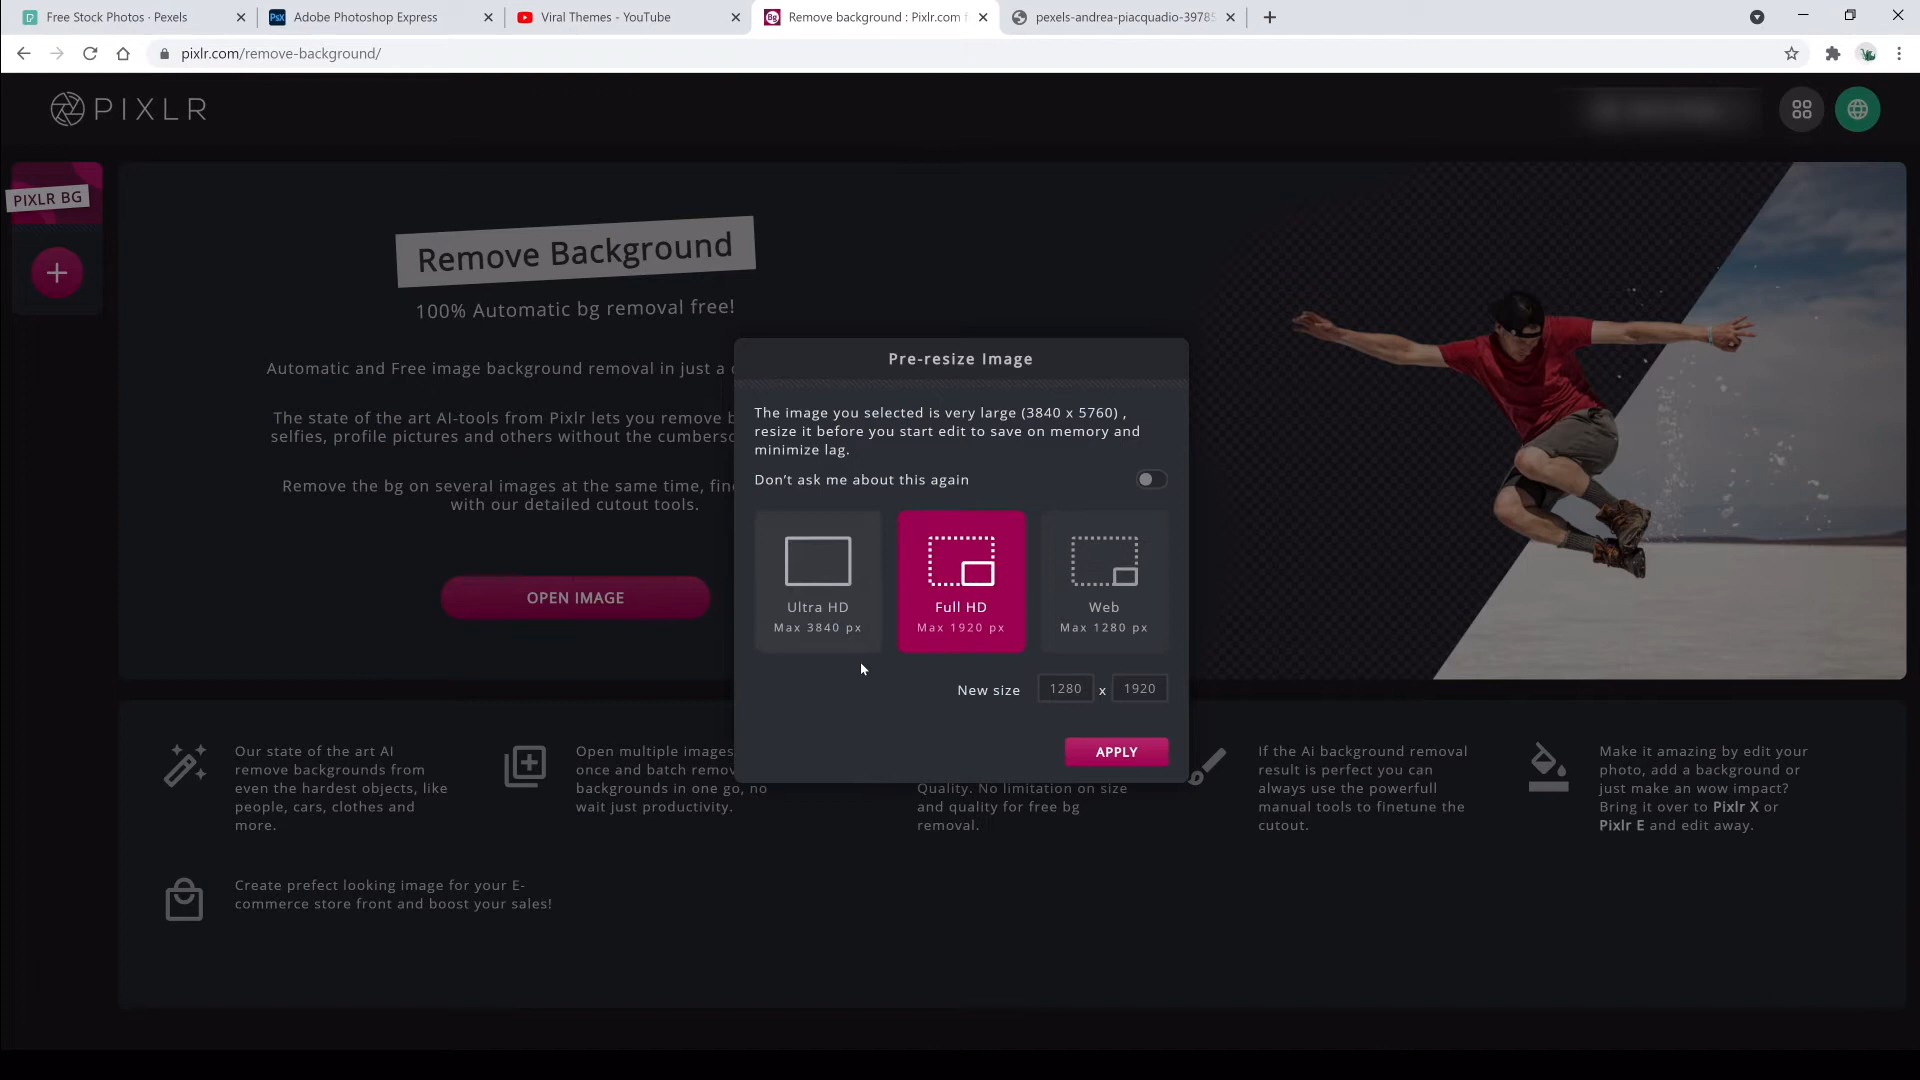 Free Stock Photos · Pexels
Adobe Photoshop Express
Viral Themes - YouTube
Remove background : Pixlr.com f
pexels-andrea-piacquadio-39785
pixlr.com/remove-background/
PIXLR
PIXLR BG
Remove Background
100% Automatic bg removal free!
Automatic and Free image background removal in just a
The state of the art AI-tools from Pixlr lets you remove
selfies, profile pictures and others without the
Remove the bg on several images at the same time,
with our detailed cutout tools.
OPEN IMAGE
Pre-resize Image
The image you selected is very large (3840 x 5760) ,
resize it before you start edit to save on memory and
minimize lag.
Don't ask me about this again
Ultra HD
Max 3840 px
Full HD
Max 1920 px
Web
Max 1280 px
New size 1280 x 1920
APPLY
Our state of the art AI
remove backgrounds from
even the hardest objects, like
people, cars, clothes and
more.
Open multiple images
once and batch remov
backgrounds in one go, no
wait just productivity.
Quality. No limitation on size
and quality for free bg
removal.
If the Ai background removal
result is perfect you can
always use the powerfull
manual tools to finetune the
cutout.
Make it amazing by edit your
photo, add a background or
just make an wow impact?
Bring it over to Pixlr X or
Pixlr E and edit away.
Create prefect looking image for your E-
commerce store front and boost your sales!